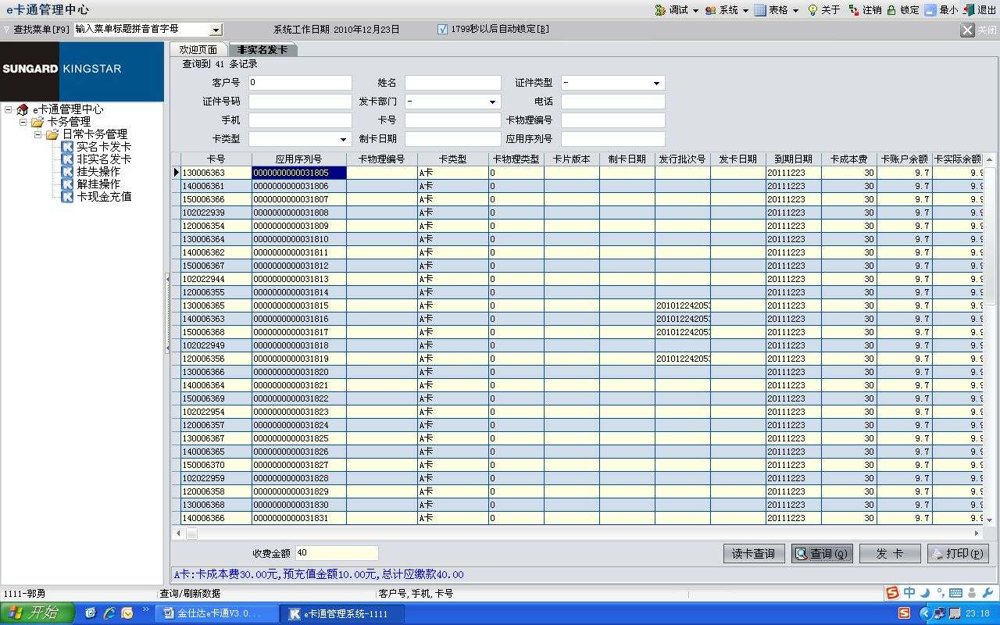 e卡通管理中心 调试 系统 表格 关于 注销 锁定 最小 退出
查找菜单[F9] 输入菜单标题拼音首字母 系统工作日期 2010年12月23日 1799秒以后自动锁定[B] 关闭
SUNGARD KINGSTAR
e卡通管理中心
卡务管理
日常卡务管理
实名卡发卡
非实名发卡
挂失操作
解挂操作
卡现金充值
欢迎页面 非实名发卡
查询到 41 条记录
客户号 0 姓名 证件类型 -
证件号码 发卡部门 - 电话
手机 卡号 卡物理编号
卡类型 制卡日期 应用序列号
卡号 应用序列号 卡物理编号 卡类型 卡物理类型 卡片版本 制卡日期 发行批次号 发卡日期 到期日期 卡成本费 卡账户余额 卡实际余额
130006363 0000000000031805 A卡 0 20111223 30 9.7 9.9
140006361 0000000000031806 A卡 0 20111223 30 9.7 9.9
150006366 0000000000031807 A卡 0 20111223 30 9.7 9.9
102022939 0000000000031808 A卡 0 20111223 30 9.7 9.9
120006354 0000000000031809 A卡 0 20111223 30 9.7 9.9
130006364 0000000000031810 A卡 0 20111223 30 9.7 9.9
140006362 0000000000031811 A卡 0 20111223 30 9.7 9.9
150006367 0000000000031812 A卡 0 20111223 30 9.7 9.9
102022944 0000000000031813 A卡 0 20111223 30 9.7 9.9
120006355 0000000000031814 A卡 0 20111223 30 9.7 9.9
130006365 0000000000031815 A卡 0 201012242053 20111223 30 9.7 9.9
140006363 0000000000031816 A卡 0 201012242053 20111223 30 9.7 9.9
150006368 0000000000031817 A卡 0 201012242053 20111223 30 9.7 9.9
102022949 0000000000031818 A卡 0 20111223 30 9.7 9.9
120006356 0000000000031819 A卡 0 201012242053 20111223 30 9.7 9.9
130006366 0000000000031820 A卡 0 20111223 30 9.7 9.9
140006364 0000000000031821 A卡 0 20111223 30 9.7 9.9
150006369 0000000000031822 A卡 0 20111223 30 9.7 9.9
102022954 0000000000031823 A卡 0 20111223 30 9.7 9.9
120006357 0000000000031824 A卡 0 20111223 30 9.7 9.9
130006367 0000000000031825 A卡 0 20111223 30 9.7 9.9
140006365 0000000000031826 A卡 0 20111223 30 9.7 9.9
150006370 0000000000031827 A卡 0 20111223 30 9.7 9.9
102022959 0000000000031828 A卡 0 20111223 30 9.7 9.9
120006358 0000000000031829 A卡 0 20111223 30 9.7 9.9
130006368 0000000000031830 A卡 0 20111223 30 9.7 9.9
140006366 0000000000031831 A卡 0 20111223 30 9.7 9.9
收费金额 40 读卡查询 查询(Q) 发 卡 打印(P)
A卡:卡成本费30.00元,预充值金额10.00元,总计应缴款40.00
1111-郭勇 查询/刷新数据 客户号,手机,卡号
中
开始 金仕达e卡通V3.0... e卡通管理系统-1111 23:18